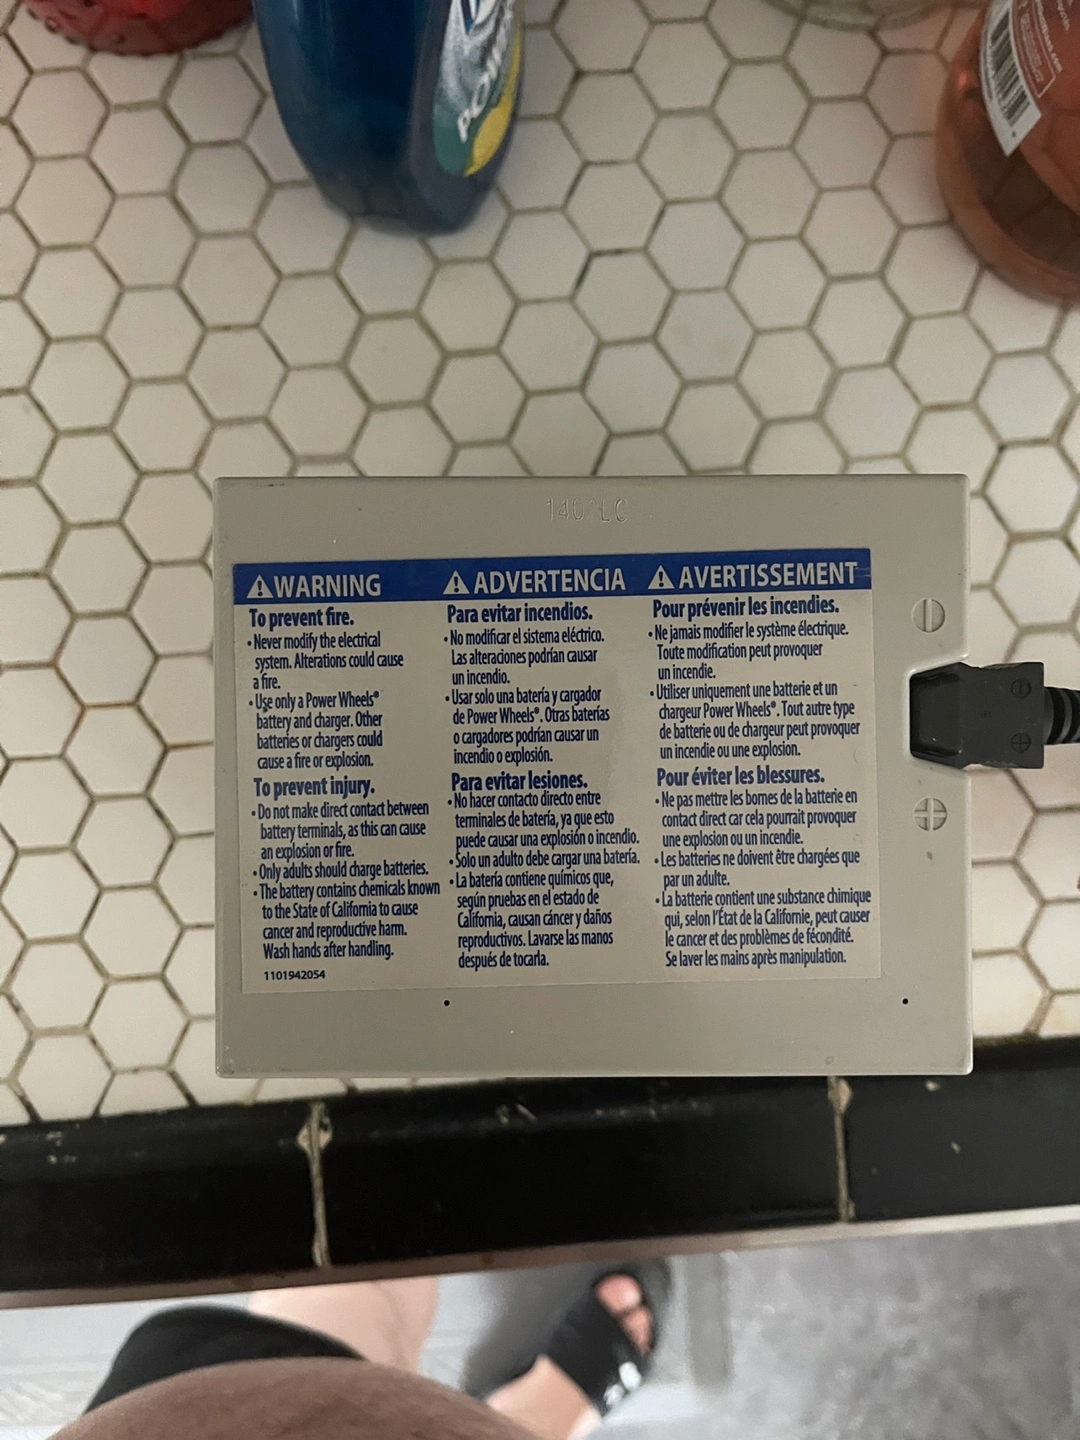 POW
140 LC
WARNING
To prevent fire.
• Never modify the electrical
system. Alterations could cause
a fire.
• Use only a Power Wheels®
battery and charger. Other
batteries or chargers could
cause a fire or explosion.
To prevent injury.
• Do not make direct contact between
battery terminals, as this can cause
an explosion or fire.
• Only adults should charge batteries.
• The battery contains chemicals known
to the State of California to cause
cancer and reproductive harm.
Wash hands after handling.
1101942054
ADVERTENCIA
Para evitar incendios.
• No modificar el sistema eléctrico.
Las alteraciones podrían causar
un incendio.
• Usar solo una batería y cargador
de Power Wheels®. Otras baterías
o cargadores podrían causar un
incendio o explosión.
Para evitar lesiones.
• No hacer contacto directo entre
terminales de batería, ya que esto
puede causar una explosión o incendio.
• Solo un adulto debe cargar una batería.
• La batería contiene químicos que,
según pruebas en el estado de
California, causan cáncer y daños
reproductivos. Lavarse las manos
después de tocarla.
AVERTISSEMENT
Pour prévenir les incendies.
• Ne jamais modifier le système électrique.
Toute modification peut provoquer
un incendie.
• Utiliser uniquement une batterie et un
chargeur Power Wheels®. Tout autre type
de batterie ou de chargeur peut provoquer
un incendie ou une explosion.
Pour éviter les blessures.
• Ne pas mettre les bornes de la batterie en
contact direct car cela pourrait provoquer
une explosion ou un incendie.
• Les batteries ne doivent être chargées que
par un adulte.
• La batterie contient une substance chimique
qui, selon l'État de la Californie, peut causer
le cancer et des problèmes de fécondité.
Se laver les mains après manipulation.